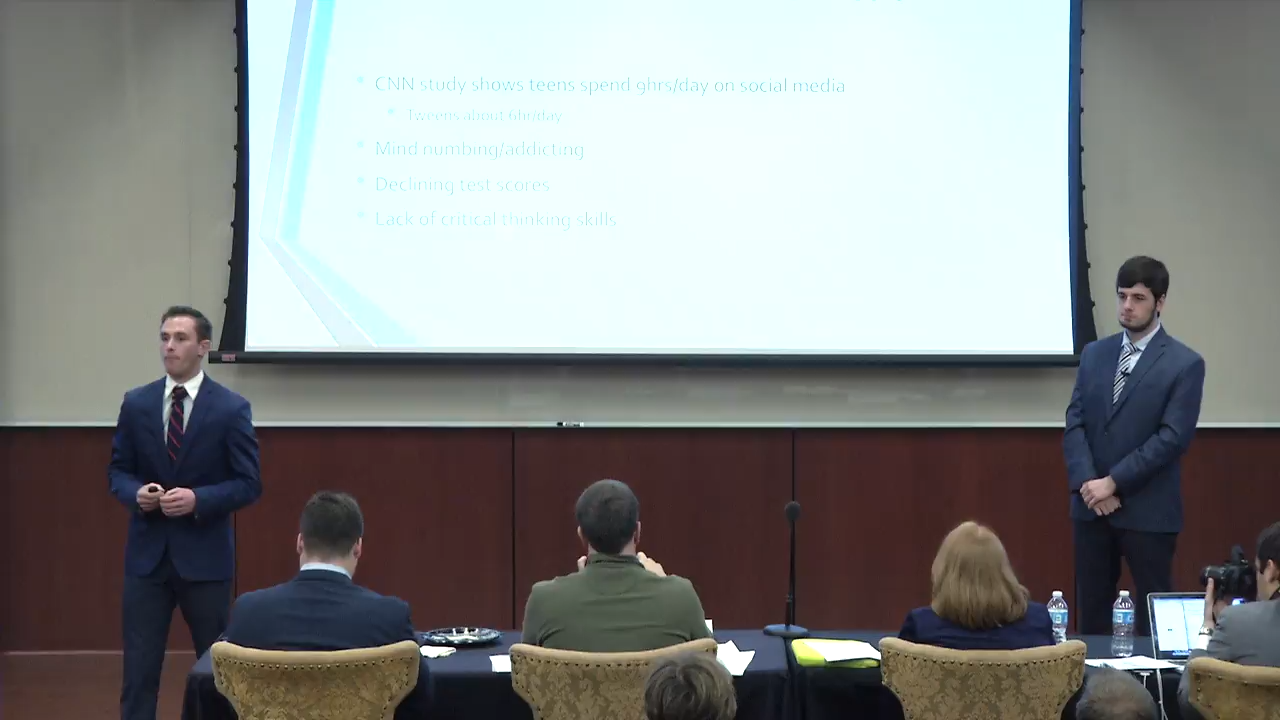 CNN study shows teens spend 9hrs/day on social media
Tweens about 6hr/day
Mind numbing/addicting
Declining test scores
Lack of critical thinking skills